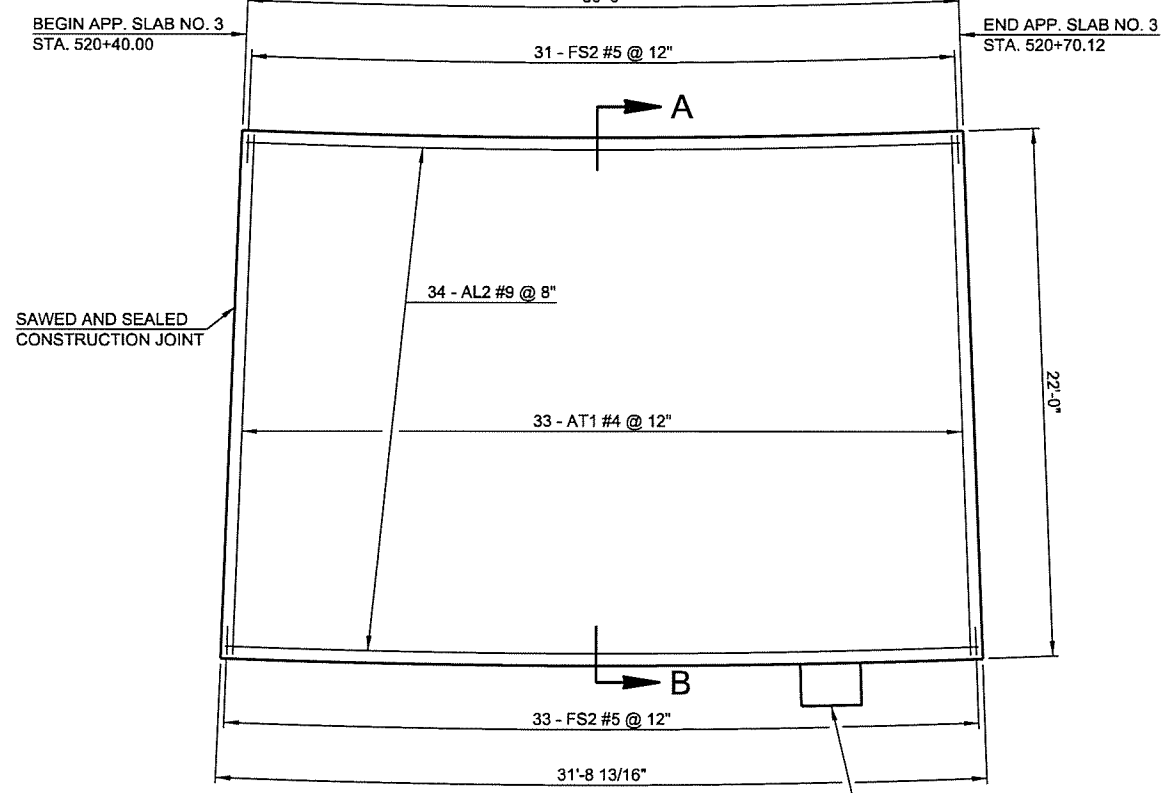 BEGIN APP. SLAB NO. 3
STA. 520+40.00
END APP. SLAB NO. 3
STA. 520+70.12
31 - FS2 #5 @ 12"
A
34 - AL2 #9 @ 8"
SAWED AND SEALED
CONSTRUCTION JOINT
22'-0"
33 - AT1 #4 @ 12"
B
33 - FS2 #5 @ 12"
31'-8 13/16"